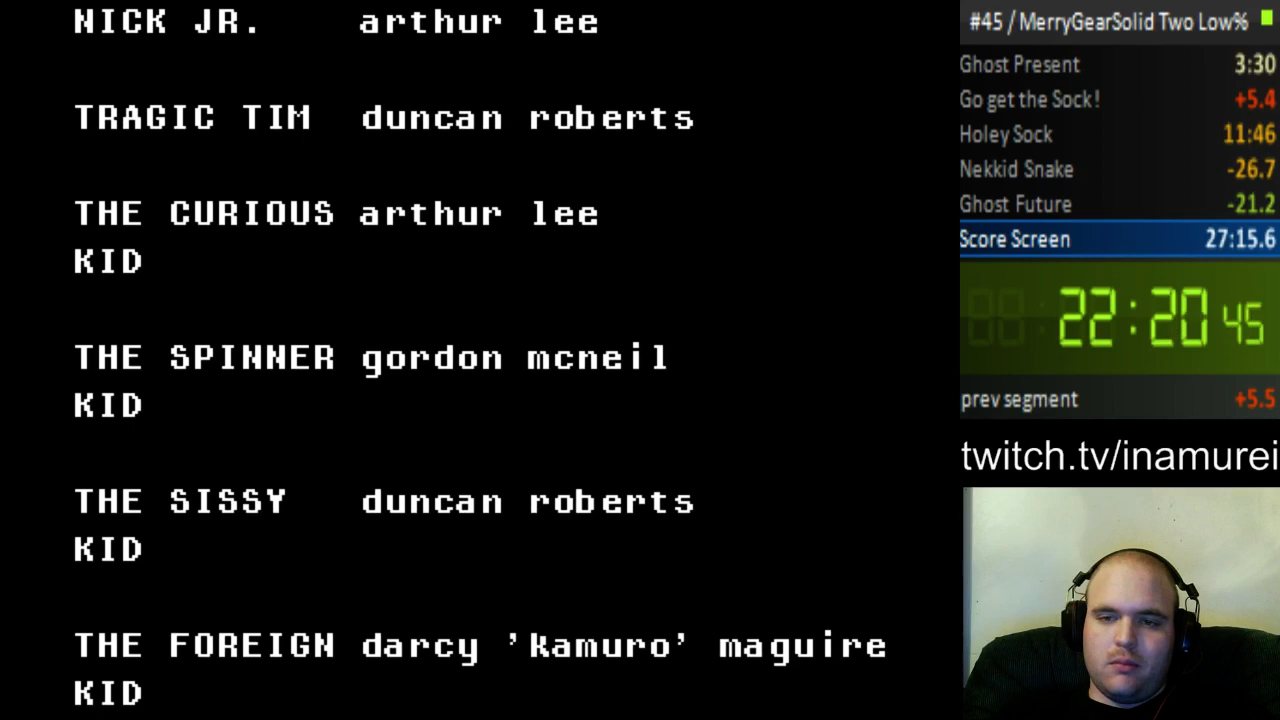 NICK JR. arthur lee
TRAGIC TIM duncan roberts
THE CURIOUS arthur lee
KID
THE SPINNER gordon mcneil
KID
THE SISSY duncan roberts
KID
THE FOREIGN darcy 'kamuro' maguire
KID
#45 / MerryGearSolid Two Low%
Ghost Present 3:30
Go get the Sock! +5.4
Holey Sock 11:46
Nekkid Snake -26.7
Ghost Future -21.2
Score Screen 27:15.6
22:20 45
prev segment +5.5
twitch.tv/inamurei